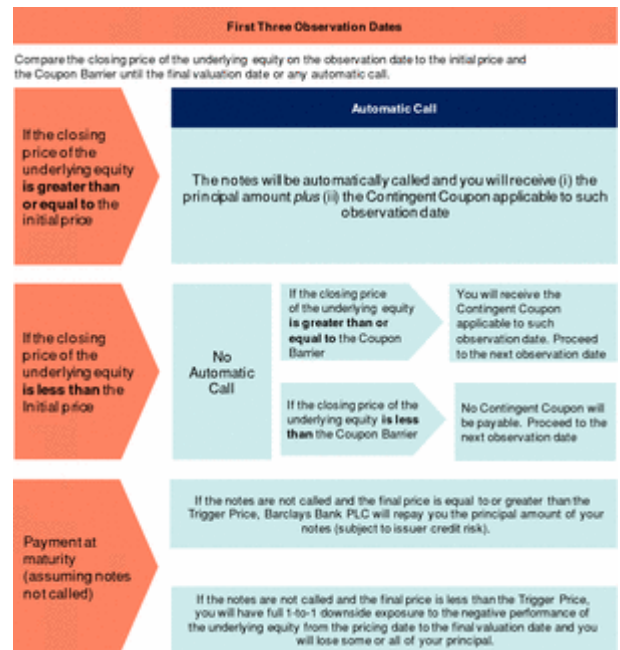 First Three Observation Dates
Compare the closing price of the underlying equity on the observation date to the initial price and
the Coupon Barrier until the final valuation date or any automatic call.
If the closing
price of the
underlying equity
is greater than
or equal to the
initial price
Automatic Call
The notes will be automatically called and you will receive (i) the
principal amount plus (ii) the Contingent Coupon applicable to such
observation date
If the closing
price of the
underlying equity
is less than the
Initial price
No
Automatic
Call
If the closing price
of the underlying equity
is greater than or
equal to the Coupon
Barrier
You will receive the
Contingent Coupon
applicable to such
observation date. Proceed
to the next observation date
If the closing price of the
underlying equity is less
than the Coupon Barrier
No Contingent Coupon will
be payable. Proceed to the
next observation date
Payment at
maturity
(assuming notes
not called)
If the notes are not called and the final price is equal to or greater than the
Trigger Price, Barclays Bank PLC will repay you the principal amount of your
notes (subject to issuer credit risk).
If the notes are not called and the final price is less than the Trigger Price,
you will have full 1-to-1 downside exposure to the negative performance of
the underlying equity from the pricing date to the final valuation date and you
will lose some or all of your principal.